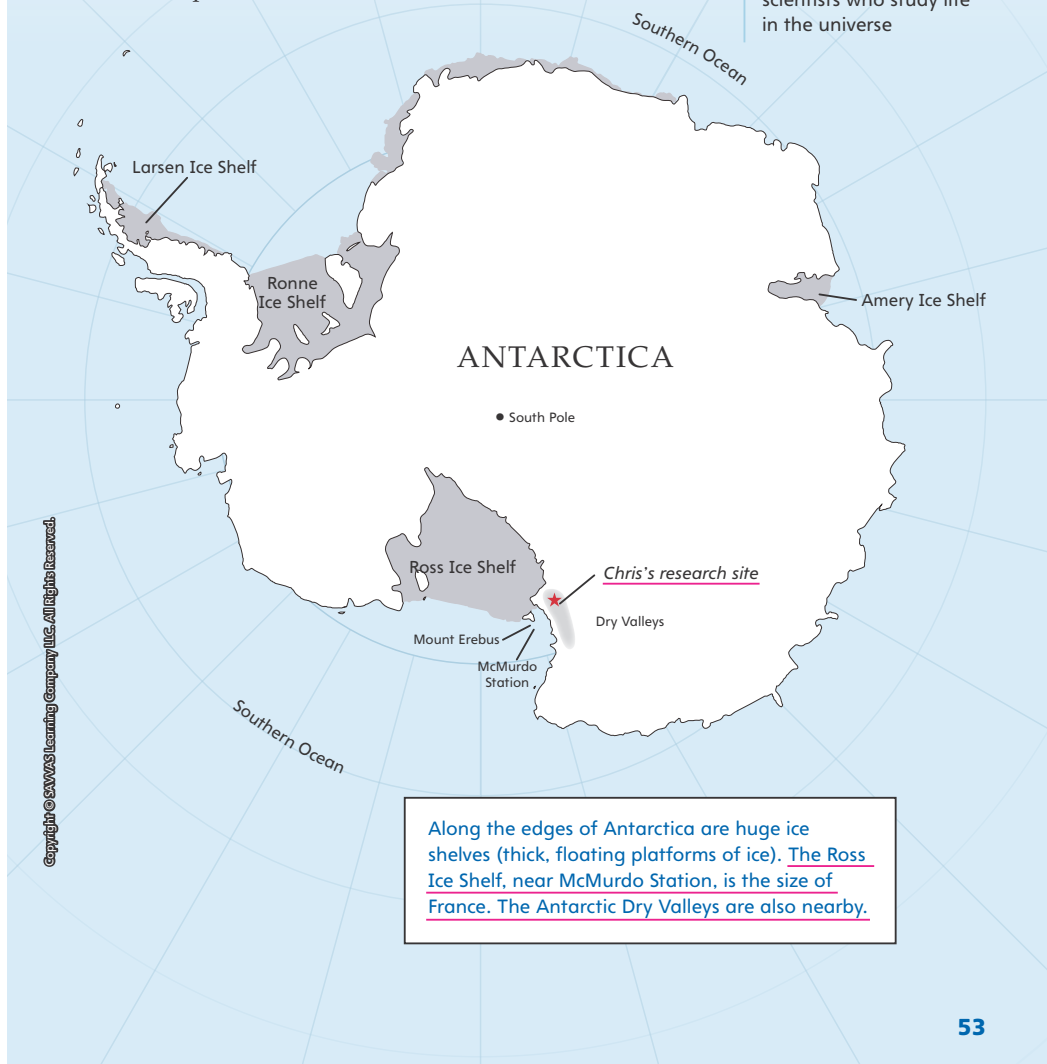 scientists who study life
in the universe
Southern Ocean
Larsen Ice Shelf
Ronne
Ice Shelf
Amery Ice Shelf
ANTARCTICA
South Pole
Ross Ice Shelf
Chris's research site
Dry Valleys
Mount Erebus
McMurdo
Station
Southern Ocean
Copyright © SAVVAS Learning Company LLC. All Rights Reserved.
Along the edges of Antarctica are huge ice
shelves (thick, floating platforms of ice). The Ross
Ice Shelf, near McMurdo Station, is the size of
France. The Antarctic Dry Valleys are also nearby.
53